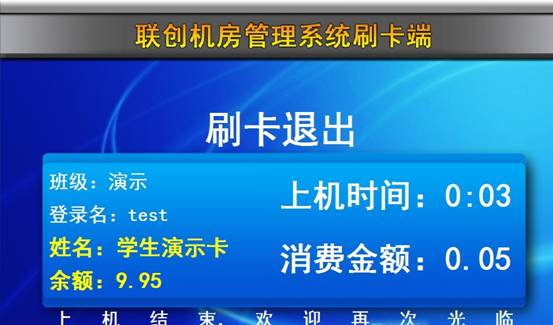 联创机房管理系统刷卡端
刷卡退出
班级：演示
登录名：test
姓名：学生演示卡
余额：9.95
上机时间：0:03
消费金额：0.05
上机结束，欢迎再次光临